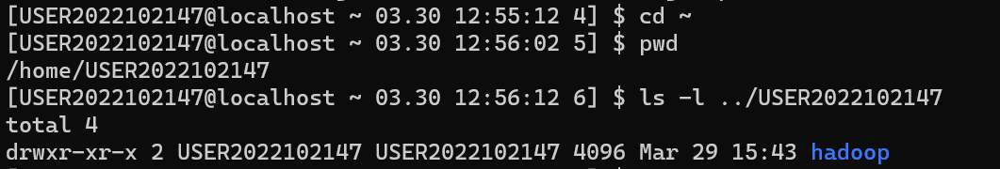 [USER2022102147@localhost ~ 03.30 12:55:12 4] $ cd ~
[USER2022102147@localhost ~ 03.30 12:56:02 5] $ pwd
/home/USER2022102147
[USER2022102147@localhost ~ 03.30 12:56:12 6] $ ls -l ../USER2022102147
total 4
drwxr-xr-x 2 USER2022102147 USER2022102147 4096 Mar 29 15:43 hadoop